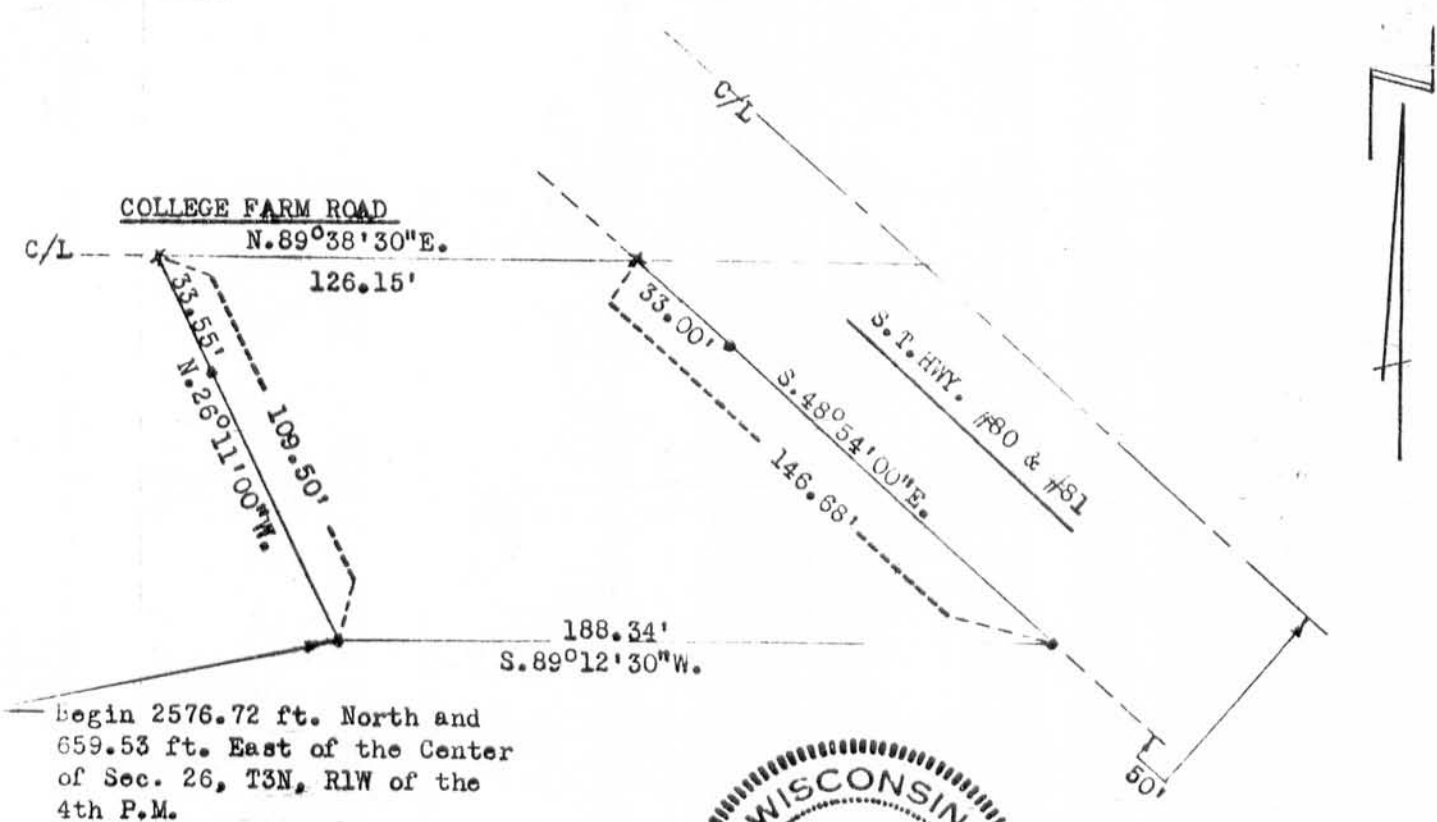 C/L
COLLEGE FARM ROAD
N.89°38'30"E.
C/L
126.15'
33.55'
N.26°11'00"W.
109.50'
33.00'
S.48°54'00"E.
146.68'
S.T.HWY. #80 & #81
188.34'
S.89°12'30"W.
Begin 2576.72 ft. North and
659.53 ft. East of the Center
of Sec. 26, T3N, R1W of the
4th P.M.
50'
WISCONSIN
N